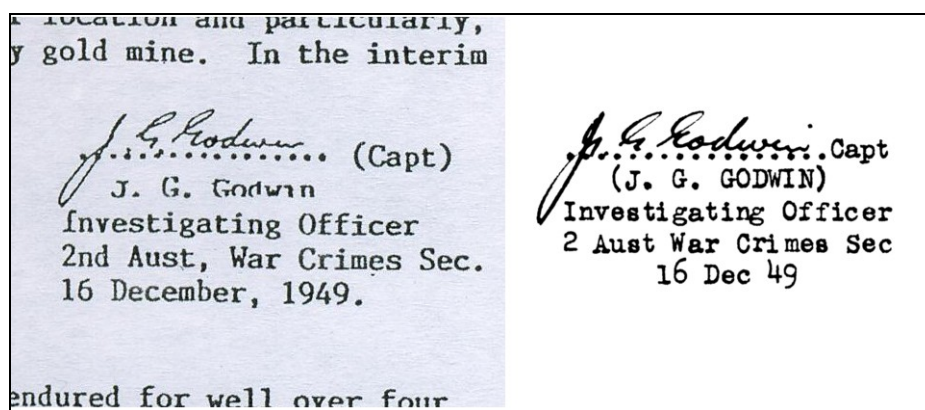 r location and particularly,
y gold mine. In the interim
J. G. Godwin (Capt)
J. G. Godwin
Investigating Officer
2nd Aust, War Crimes Sec.
16 December, 1949.
endured for well over four
J. G. Godwin Capt
(J. G. GODWIN)
Investigating Officer
2 Aust War Crimes Sec
16 Dec 49